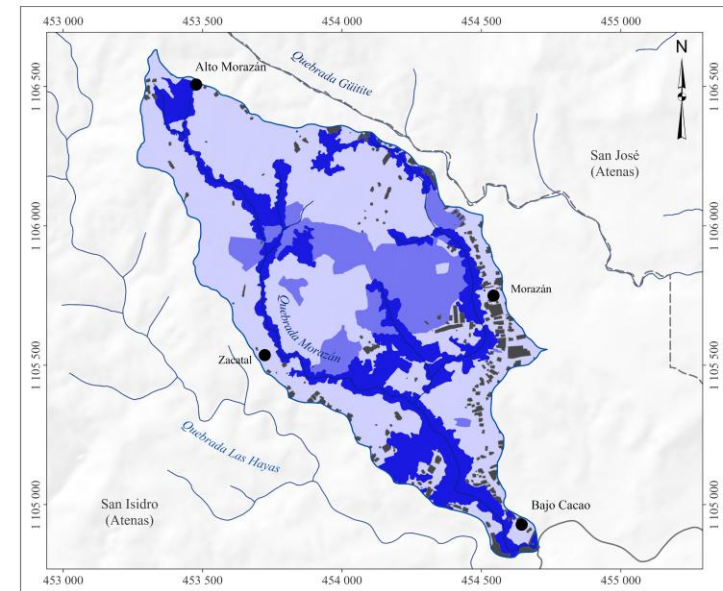 453 000 453 500 454 000 454 500 455 000
N
1 106 500
1 106 500
Alto Morazán
Quebrada Güitite
San José
(Atenas)
1 106 000
1 106 000
Morazán
Quebrada Morazán
Zacatal
1 105 500
1 105 500
Quebrada Las Hayas
San Isidro
(Atenas)
Bajo Cacao
1 105 000
1 105 000
453 000 453 500 454 000 454 500 455 000